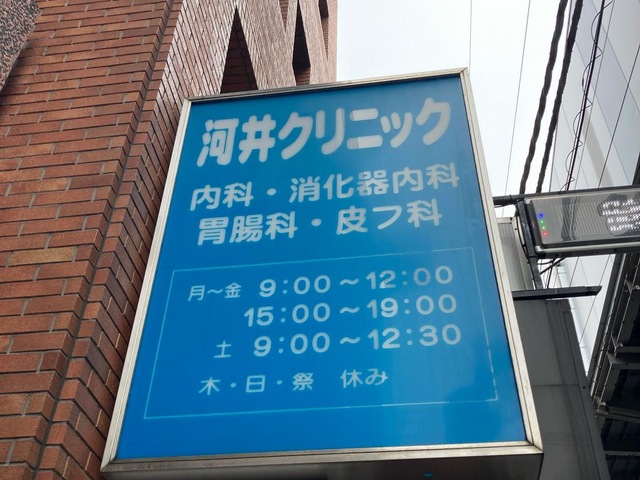 河井クリニック
内科・消化器内科
胃腸科・皮フ科
月～金 9:00～12:00
15:00～19:00
土 9:00～12:30
木・日・祭 休み